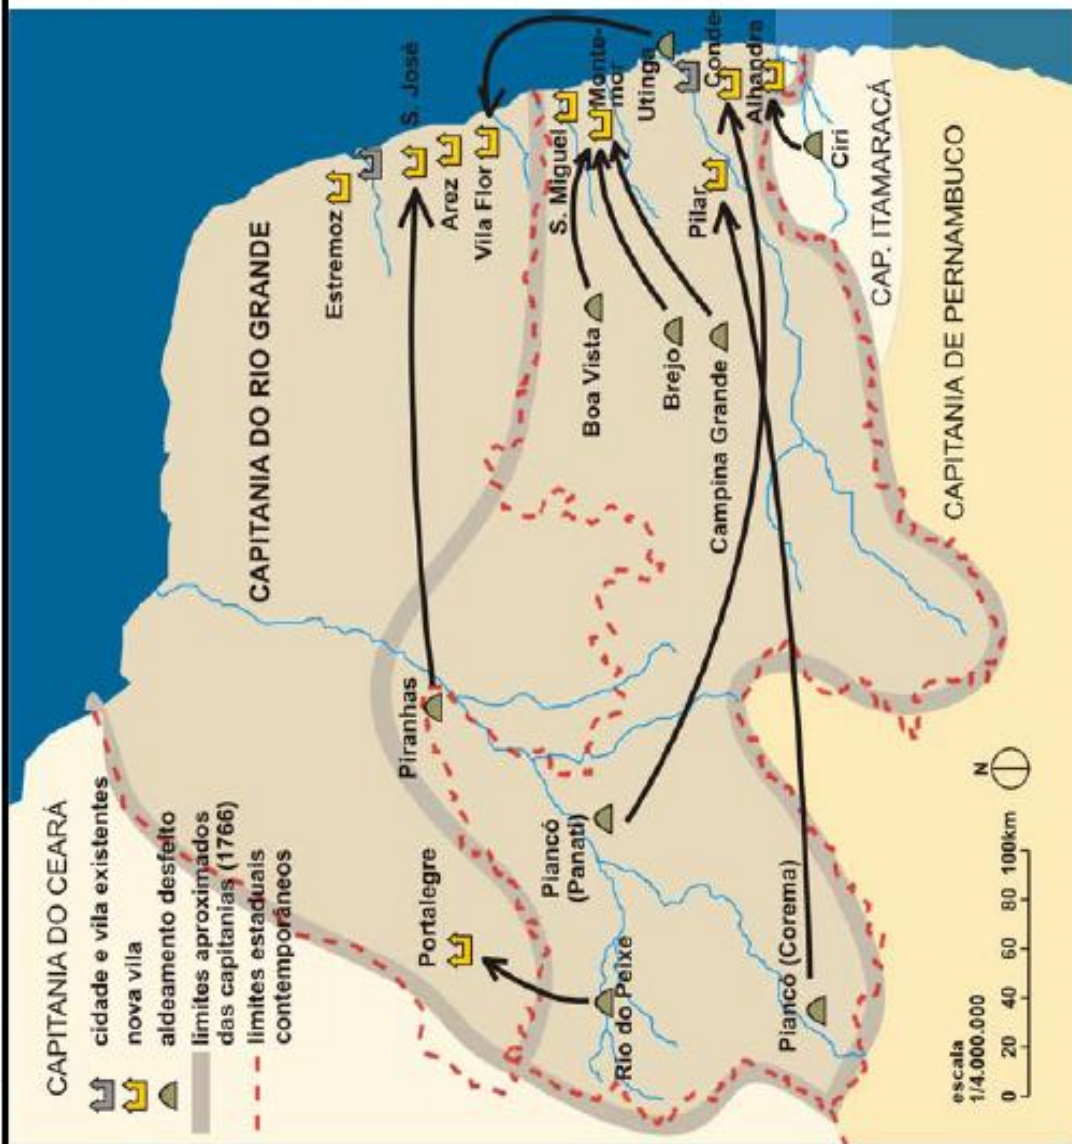 CAPITANIA DO CEARÁ
cidade e vila existentes
nova vila
aldeamento desfeito
limites aproximados
das capitanias (1766)
limites estaduais
contemporáneos
CAPITANIA DO RIO GRANDE
Estremoz
S. José
Arez
Vila Flor
S. Miguel
Monte-
mor
Utinga
Conde
Alhandra
Pilar
Ciri
CAP. ITAMARACÁ
CAPITANIA DE PERNAMBUCO
Boa Vista
Brejo
Campina Grande
Piranhas
Portalegre
Piancó
(Panati)
Rio do Peixe
Piancó (Corema)
escala
1/4.000.000
0 20 40 60 80 100km
N